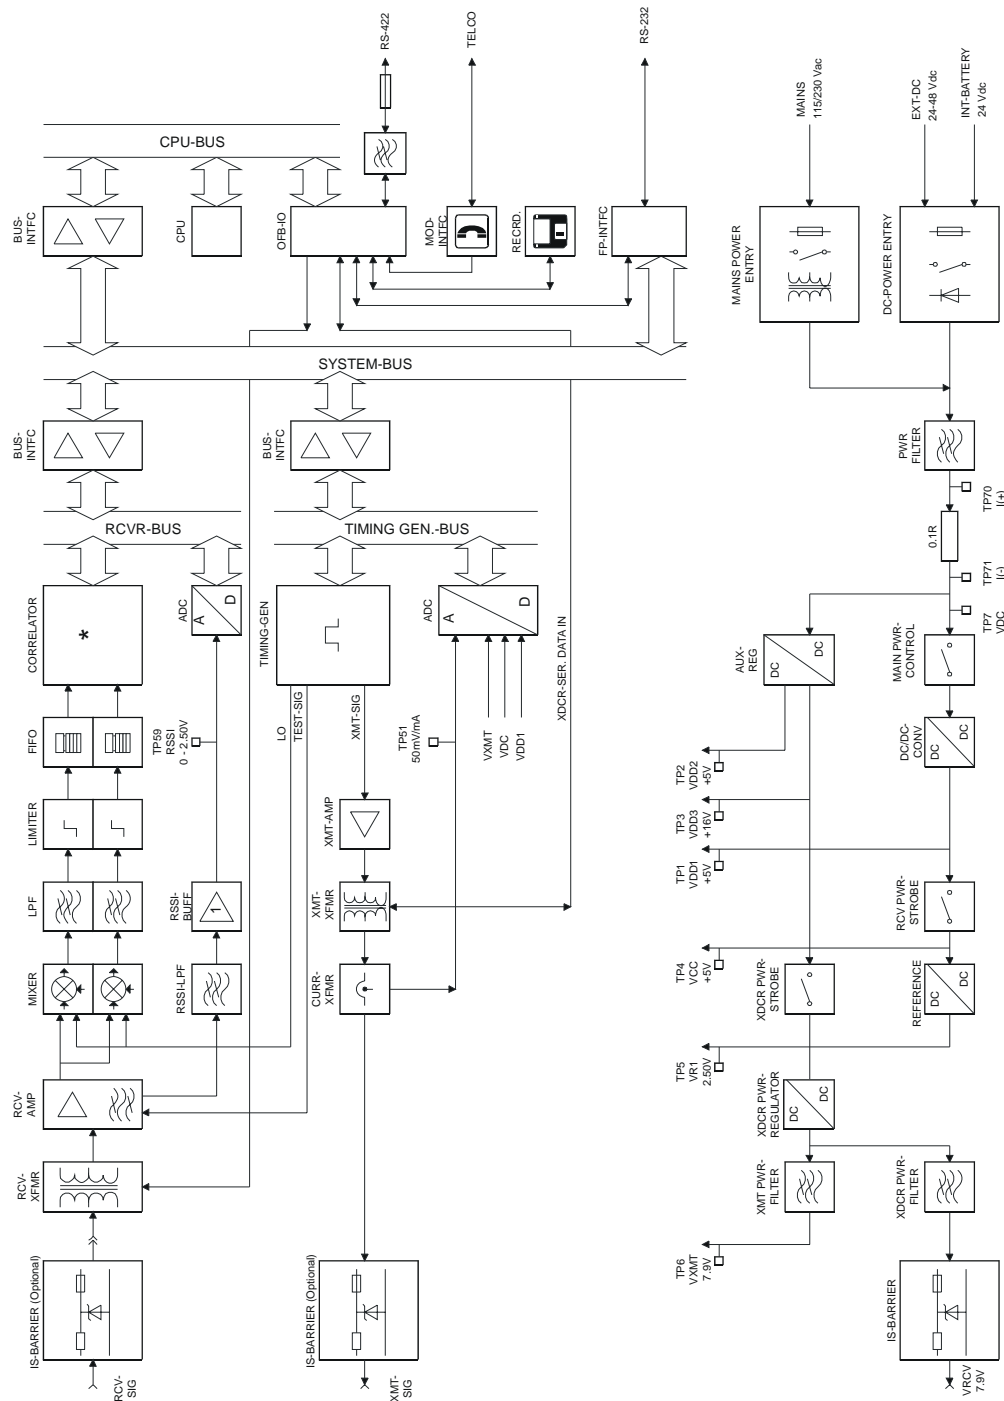 RS-422
TELCO
RS-232
MAINS
115/230 Vac
EXT-DC
24-48 Vdc
INT-BATTERY
24 Vdc
CPU-BUS
BUS-
INTFC
CPU
OFB-IO
MOD-
INTFC
RECRD.
FP-INTFC
MAINS POWER
ENTRY
DC-POWER ENTRY
SYSTEM-BUS
BUS-
INTFC
BUS-
INTFC
PWR
FILTER
TP70
I(+)
RCVR-BUS
TIMING GEN.-BUS
0.1R
TP71
I(-)
TP7
VDC
CORRELATOR
*
ADC
A
D
TIMING-GEN
ADC
A
D
AUX-
REG
DC
DC
MAIN PWR-
CONTROL
LO
TEST-SIG
XMT-SIG
XDCR-SER. DATA IN
FIFO
TP59
RSSI
0 - 2.50V
TP51
50mV/mA
VXMT
VDC
VDD1
TP2
VDD2
+5V
DC/DC-
CONV
DC
DC
LIMITER
XMT-AMP
TP3
VDD3
+16V
TP1
VDD1
+5V
LPF
RSSI-
BUFF
1
XMT-
XFMR
RCV PWR-
STROBE
MIXER
RSSI-LPF
CURR-
XFMR
TP4
VCC
+5V
XDCR PWR-
STROBE
REFERENCE
DC
DC
RCV-
AMP
TP5
VR1
2.50V
XDCR PWR-
REGULATOR
DC
DC
RCV-
XFMR
XMT PWR-
FILTER
XDCR PWR-
FILTER
TP6
VXMT
7.9V
IS-BARRIER (Optional)
IS-BARRIER (Optional)
IS-BARRIER
RCV-
SIG
XMT-
SIG
VRCV
7.9V